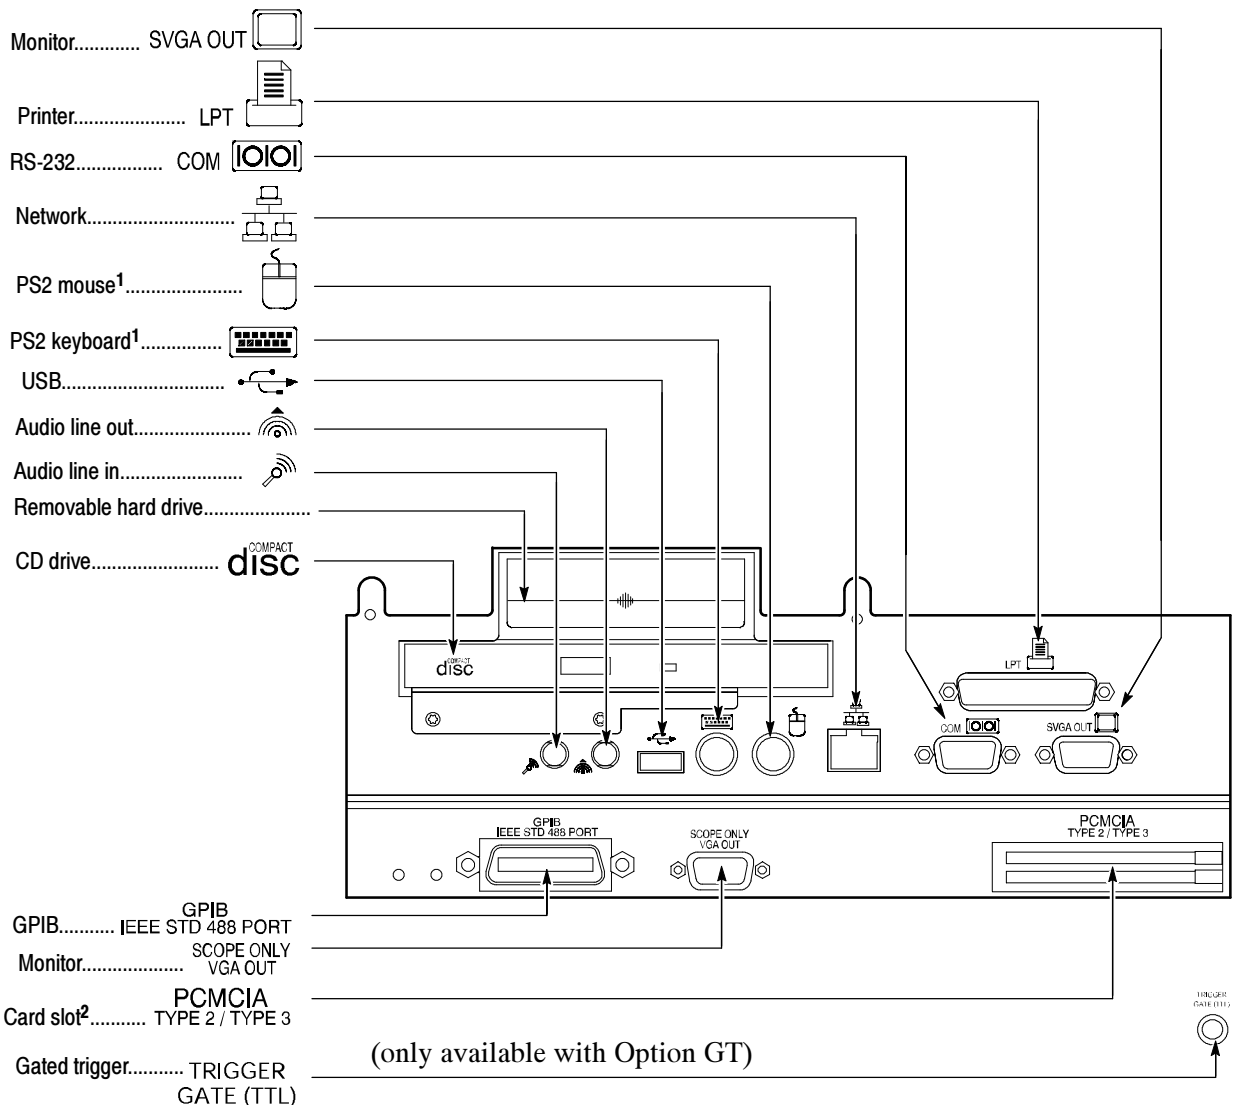 Monitor............. SVGA OUT
Printer...................... LPT
RS-232................. COM
Network.............................
PS2 mouse1.......................
PS2 keyboard1................
USB................................
Audio line out.......................
Audio line in........................
Removable hard drive.....................
CD drive......................... COMPACT disc
COMPACT
disc
LPT
COM
SVGA OUT
GPIB
IEEE STD 488 PORT
SCOPE ONLY
VGA OUT
PCMCIA
TYPE 2 / TYPE 3
GPIB........... GPIB
IEEE STD 488 PORT
Monitor.................... SCOPE ONLY
VGA OUT
Card slot2........... PCMCIA
TYPE 2 / TYPE 3
TRIGGER
GATE (TTL)
(only available with Option GT)
Gated trigger........... TRIGGER
GATE (TTL)